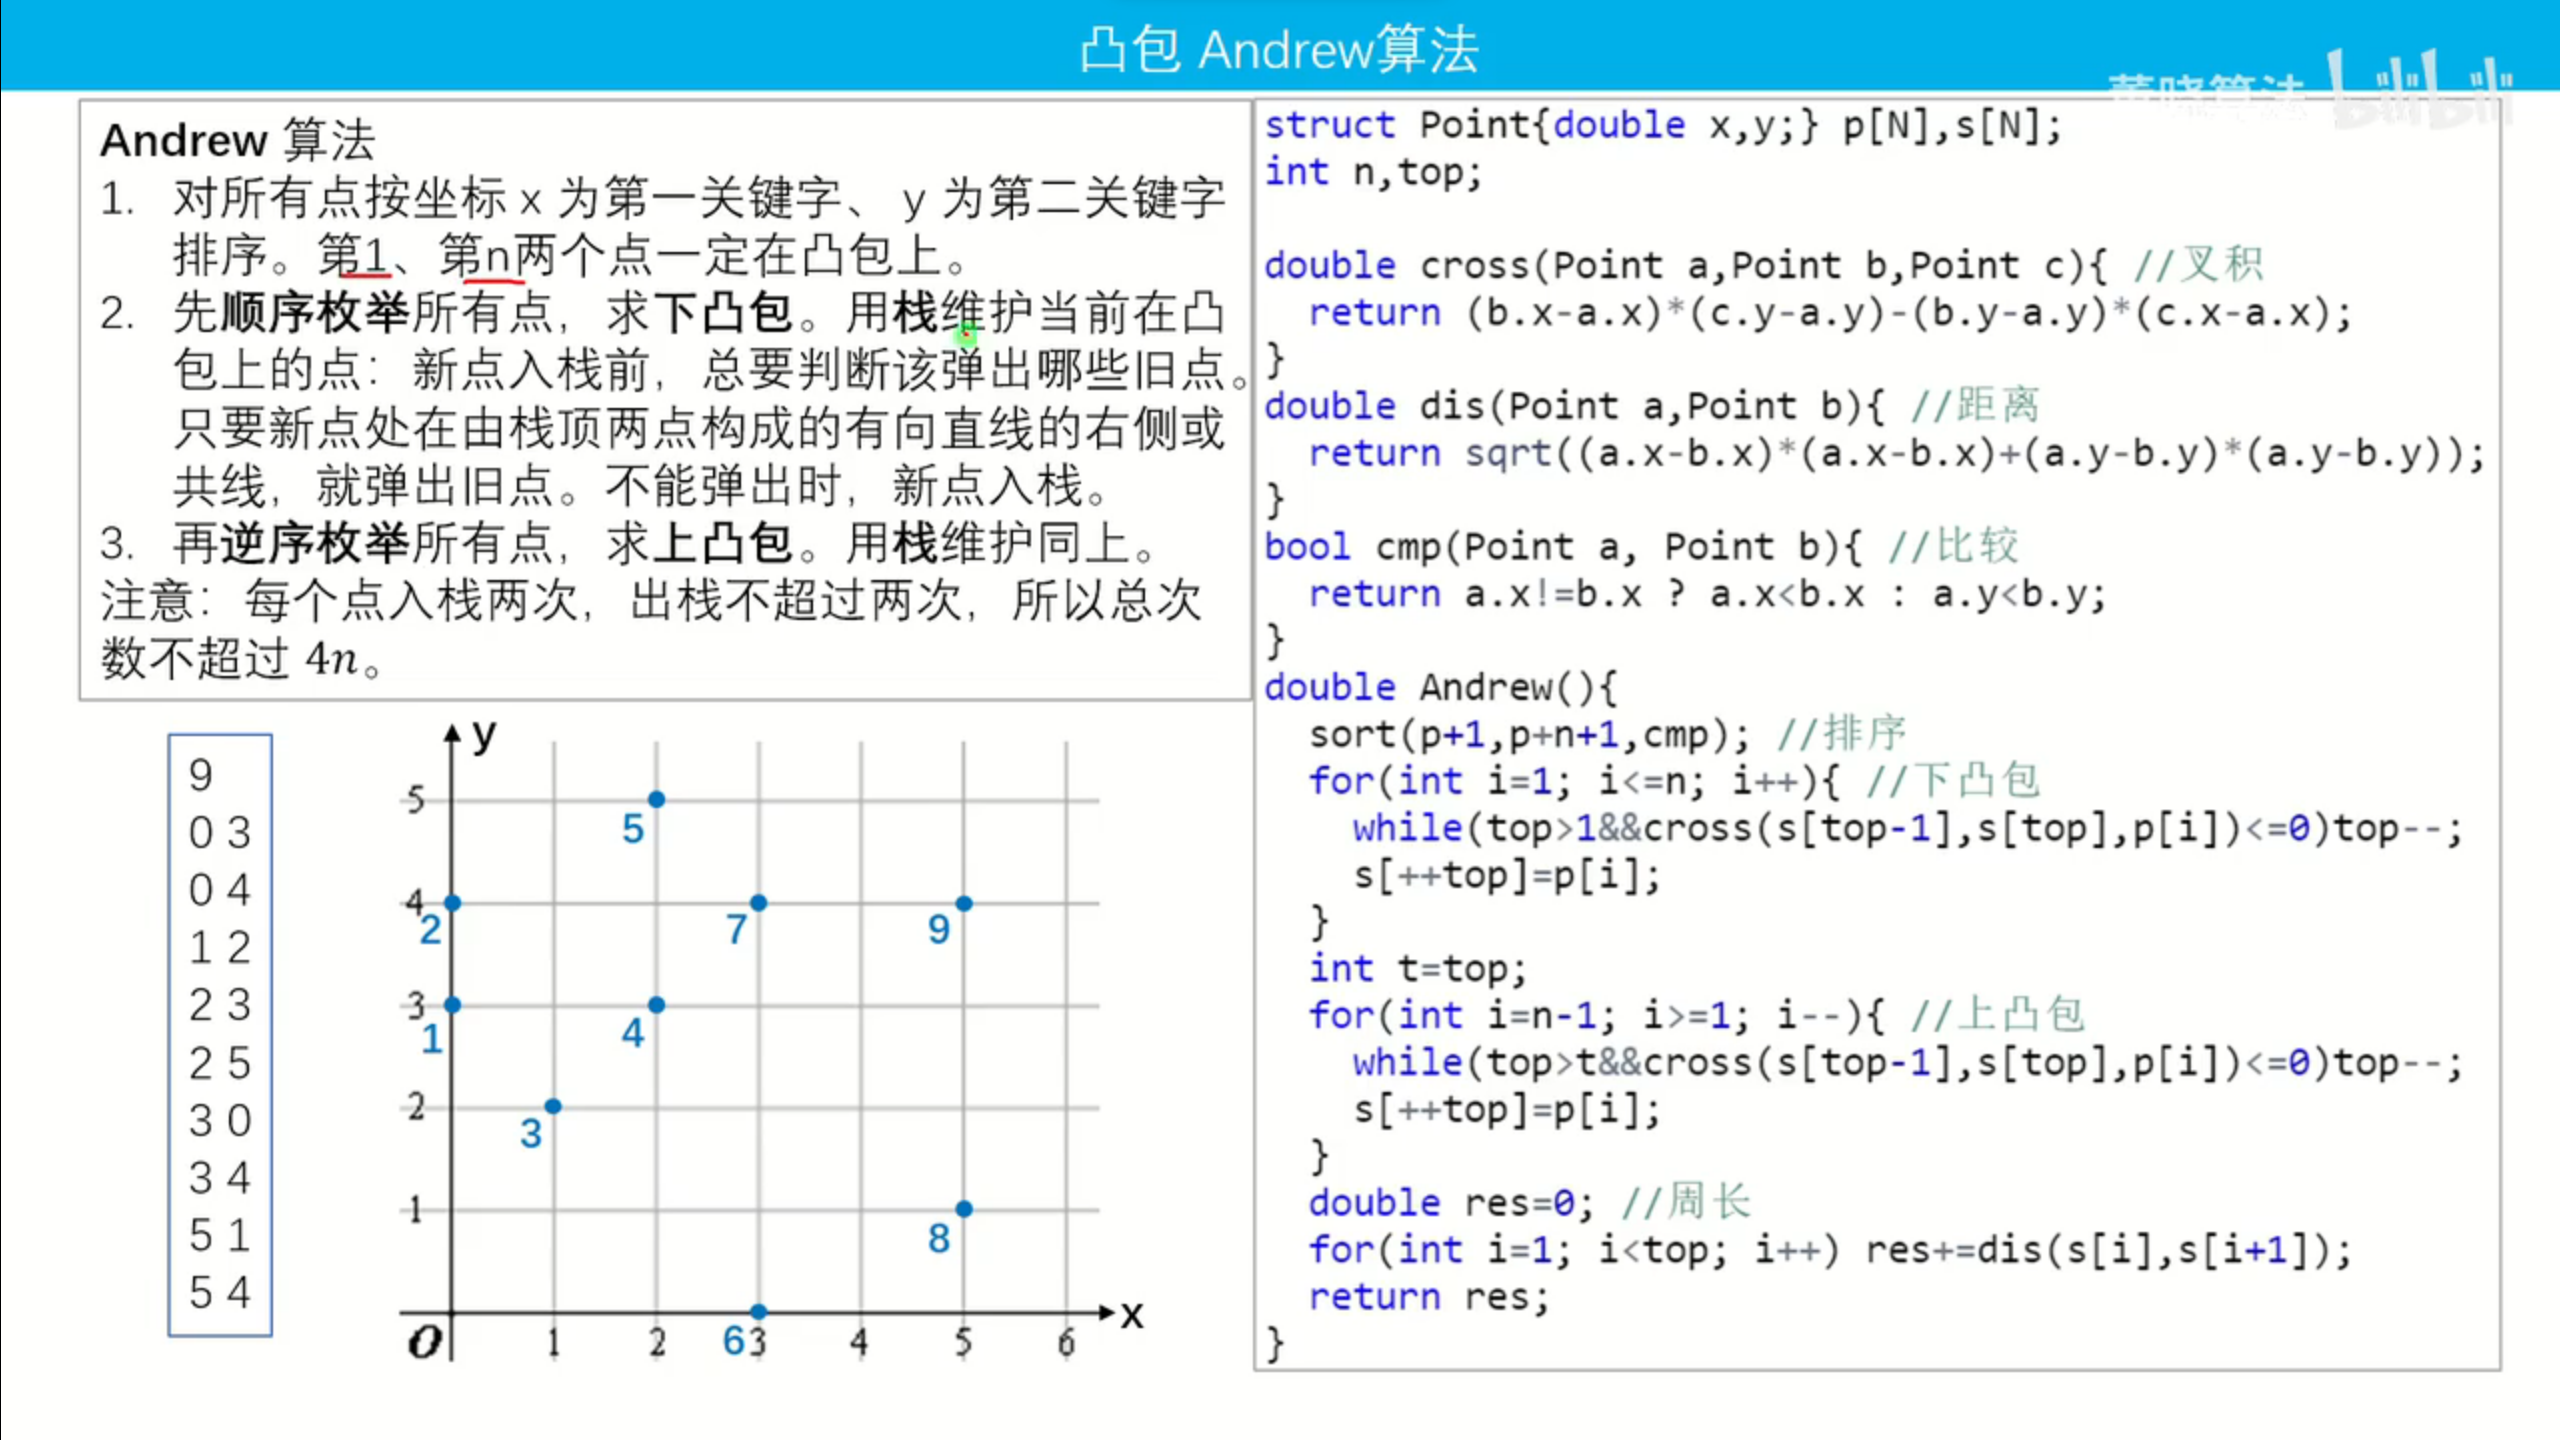 凸包 Andrew算法
董晓算法 bilibili
Andrew 算法
1. 对所有点按坐标 x 为第一关键字、 y 为第二关键字
排序。第1、第n两个点一定在凸包上。
2. 先顺序枚举所有点，求下凸包。用栈维护当前在凸
包上的点：新点入栈前，总要判断该弹出哪些旧点。
只要新点处在由栈顶两点构成的有向直线的右侧或
共线，就弹出旧点。不能弹出时，新点入栈。
3. 再逆序枚举所有点，求上凸包。用栈维护同上。
注意：每个点入栈两次，出栈不超过两次，所以总次
数不超过 4n。
9
0 3
0 4
1 2
2 3
2 5
3 0
3 4
5 1
5 4
y
5
5
4
2
7
9
3
1
4
2
3
1
8
x
O
1
2
6
3
4
5
6
struct Point{double x,y;} p[N],s[N];
int n,top;
double cross(Point a,Point b,Point c){ //叉积
return (b.x-a.x)*(c.y-a.y)-(b.y-a.y)*(c.x-a.x);
}
double dis(Point a,Point b){ //距离
return sqrt((a.x-b.x)*(a.x-b.x)+(a.y-b.y)*(a.y-b.y));
}
bool cmp(Point a, Point b){ //比较
return a.x!=b.x ? a.x<b.x : a.y<b.y;
}
double Andrew(){
sort(p+1,p+n+1,cmp); //排序
for(int i=1; i<=n; i++){ //下凸包
while(top>1&&cross(s[top-1],s[top],p[i])<=0)top--;
s[++top]=p[i];
}
int t=top;
for(int i=n-1; i>=1; i--){ //上凸包
while(top>t&&cross(s[top-1],s[top],p[i])<=0)top--;
s[++top]=p[i];
}
double res=0; //周长
for(int i=1; i<top; i++) res+=dis(s[i],s[i+1]);
return res;
}